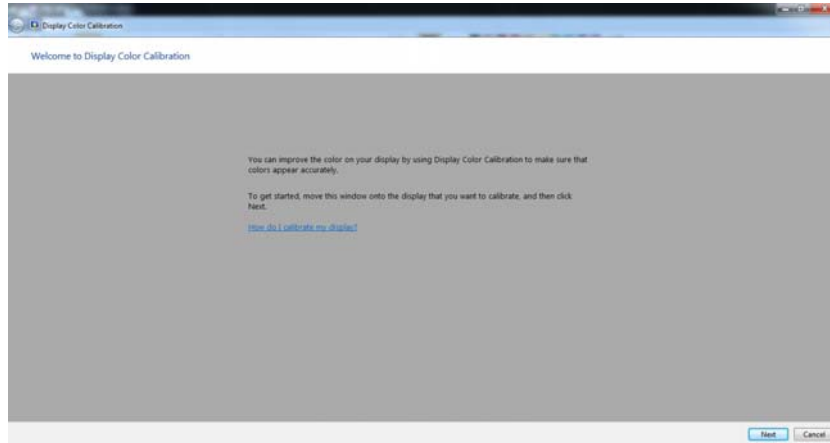 Display Color Calibration
Welcome to Display Color Calibration
You can improve the color on your display by using Display Color Calibration to make sure that
colors appear accurately.
To get started, move this window onto the display that you want to calibrate, and then click
Next.
How do I calibrate my display?
Next Cancel